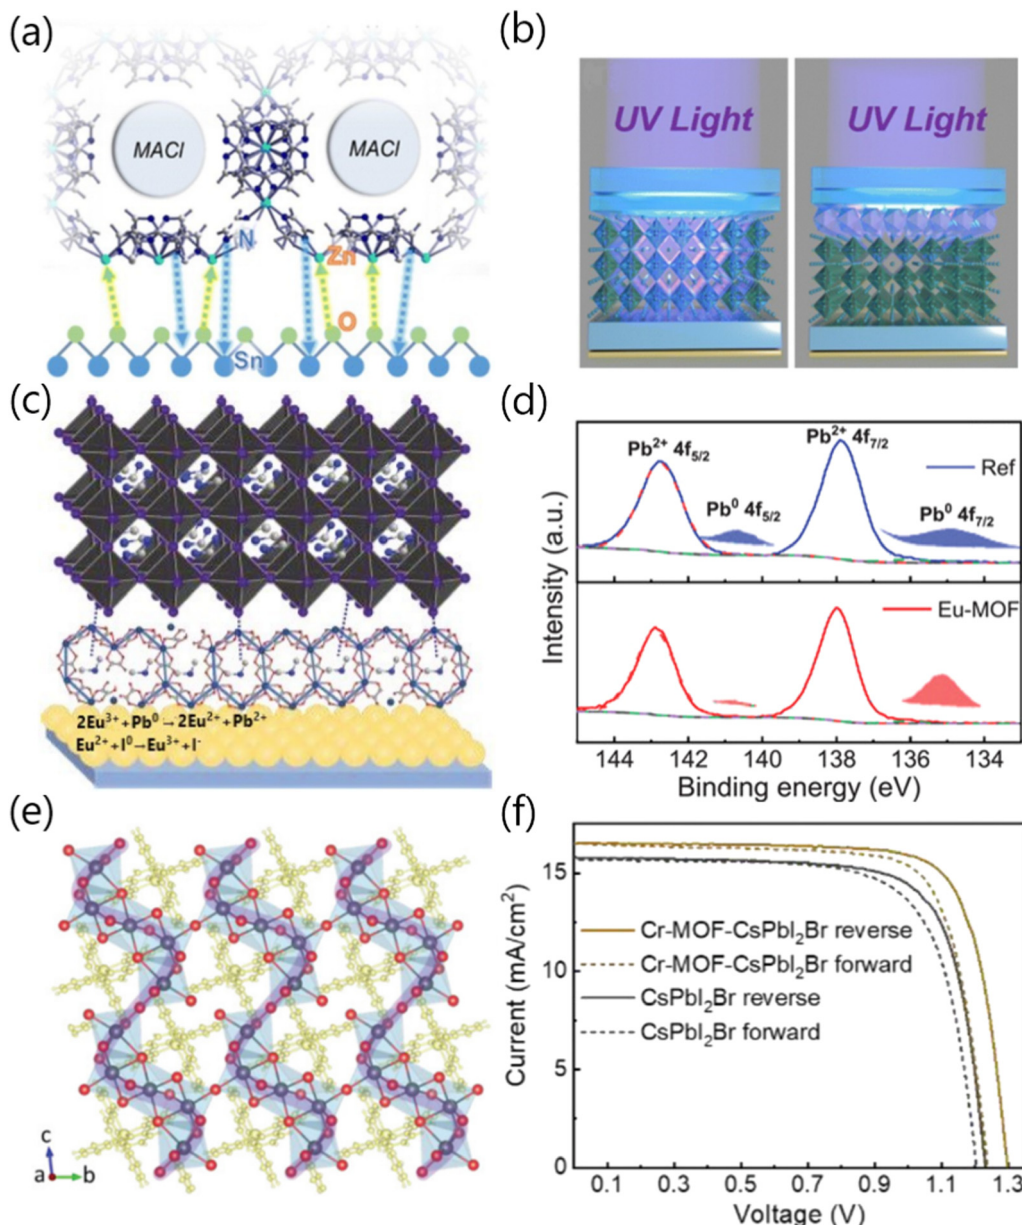 (a)
MACl
MACl
N
Zn
O
Sn
(b)
UV Light
UV Light
(c)
2Eu³⁺+Pb⁰→2Eu²⁺+Pb²⁺
Eu²⁺+I⁰→Eu³⁺+I⁻
(d)
Pb²⁺ 4f₅/₂
Pb²⁺ 4f₇/₂
Ref
Pb⁰ 4f₅/₂
Pb⁰ 4f₇/₂
Eu-MOF
Intensity (a.u.)
144 142 140 138 136 134
Binding energy (eV)
(e)
c
a
b
(f)
15
10
5
0
Current (mA/cm²)
Cr-MOF-CsPbI₂Br reverse
Cr-MOF-CsPbI₂Br forward
CsPbI₂Br reverse
CsPbI₂Br forward
0.1 0.3 0.5 0.7 0.9 1.1 1.3
Voltage (V)